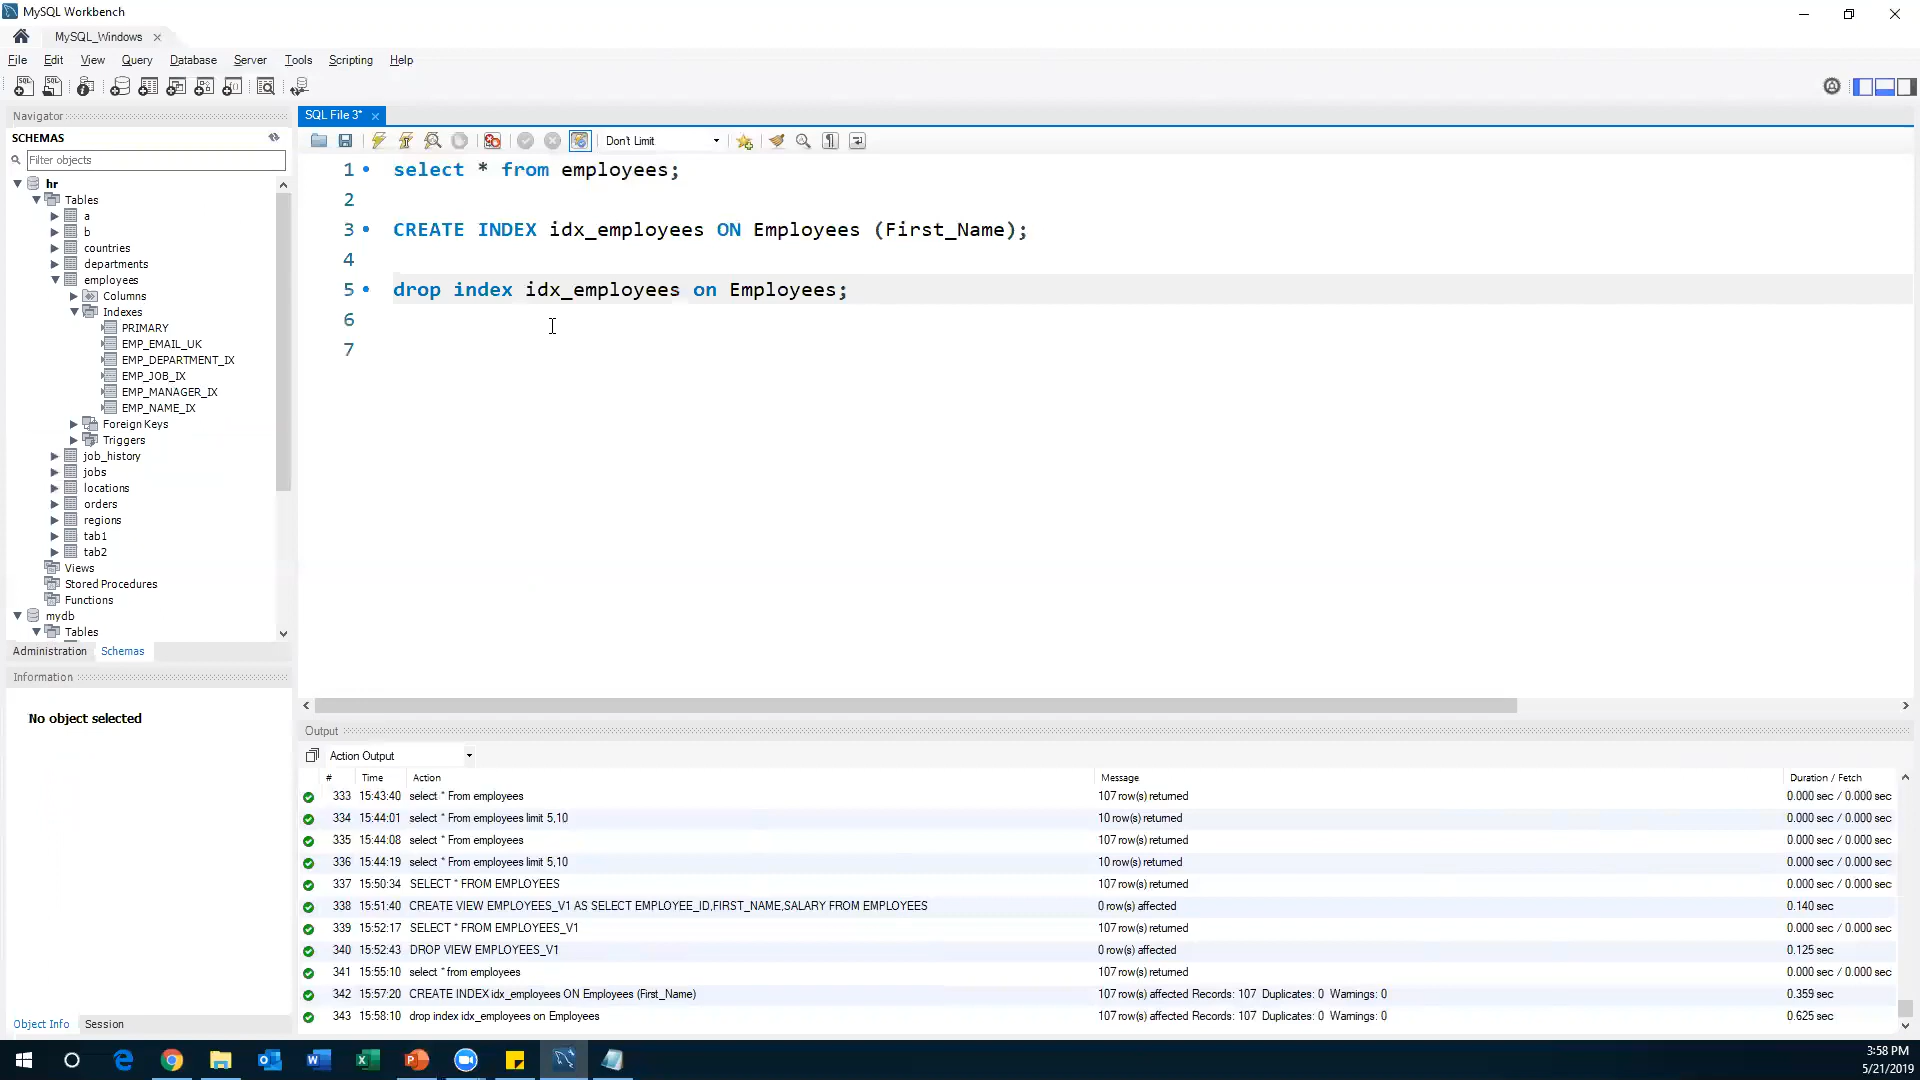 MySQL Workbench
MySQL_Windows
File Edit View Query Database Server Tools Scripting Help
Navigator
SCHEMAS
Filter objects
hr
Tables
a
b
countries
departments
employees
Columns
Indexes
PRIMARY
EMP_EMAIL_UK
EMP_DEPARTMENT_IX
EMP_JOB_IX
EMP_MANAGER_IX
EMP_NAME_IX
Foreign Keys
Triggers
job_history
jobs
locations
orders
regions
tab1
tab2
Views
Stored Procedures
Functions
mydb
Tables
Administration Schemas
Information
No object selected
Object Info Session
SQL File 3*
Don't Limit
1 select * from employees;
2
3 CREATE INDEX idx_employees ON Employees (First_Name);
4
5 drop index idx_employees on Employees;
6
7
Output
Action Output
# Time Action Message Duration / Fetch
333 15:43:40 select * From employees 107 row(s) returned 0.000 sec / 0.000 sec
334 15:44:01 select * From employees limit 5,10 10 row(s) returned 0.000 sec / 0.000 sec
335 15:44:08 select * From employees 107 row(s) returned 0.000 sec / 0.000 sec
336 15:44:19 select * From employees limit 5,10 10 row(s) returned 0.000 sec / 0.000 sec
337 15:50:34 SELECT * FROM EMPLOYEES 107 row(s) returned 0.000 sec / 0.000 sec
338 15:51:40 CREATE VIEW EMPLOYEES_V1 AS SELECT EMPLOYEE_ID,FIRST_NAME,SALARY FROM EMPLOYEES 0 row(s) affected 0.140 sec
339 15:52:17 SELECT * FROM EMPLOYEES_V1 107 row(s) returned 0.000 sec / 0.000 sec
340 15:52:43 DROP VIEW EMPLOYEES_V1 0 row(s) affected 0.125 sec
341 15:55:10 select * from employees 107 row(s) returned 0.000 sec / 0.000 sec
342 15:57:20 CREATE INDEX idx_employees ON Employees (First_Name) 107 row(s) affected Records: 107 Duplicates: 0 Warnings: 0 0.359 sec
343 15:58:10 drop index idx_employees on Employees 107 row(s) affected Records: 107 Duplicates: 0 Warnings: 0 0.625 sec
3:58 PM
5/21/2019